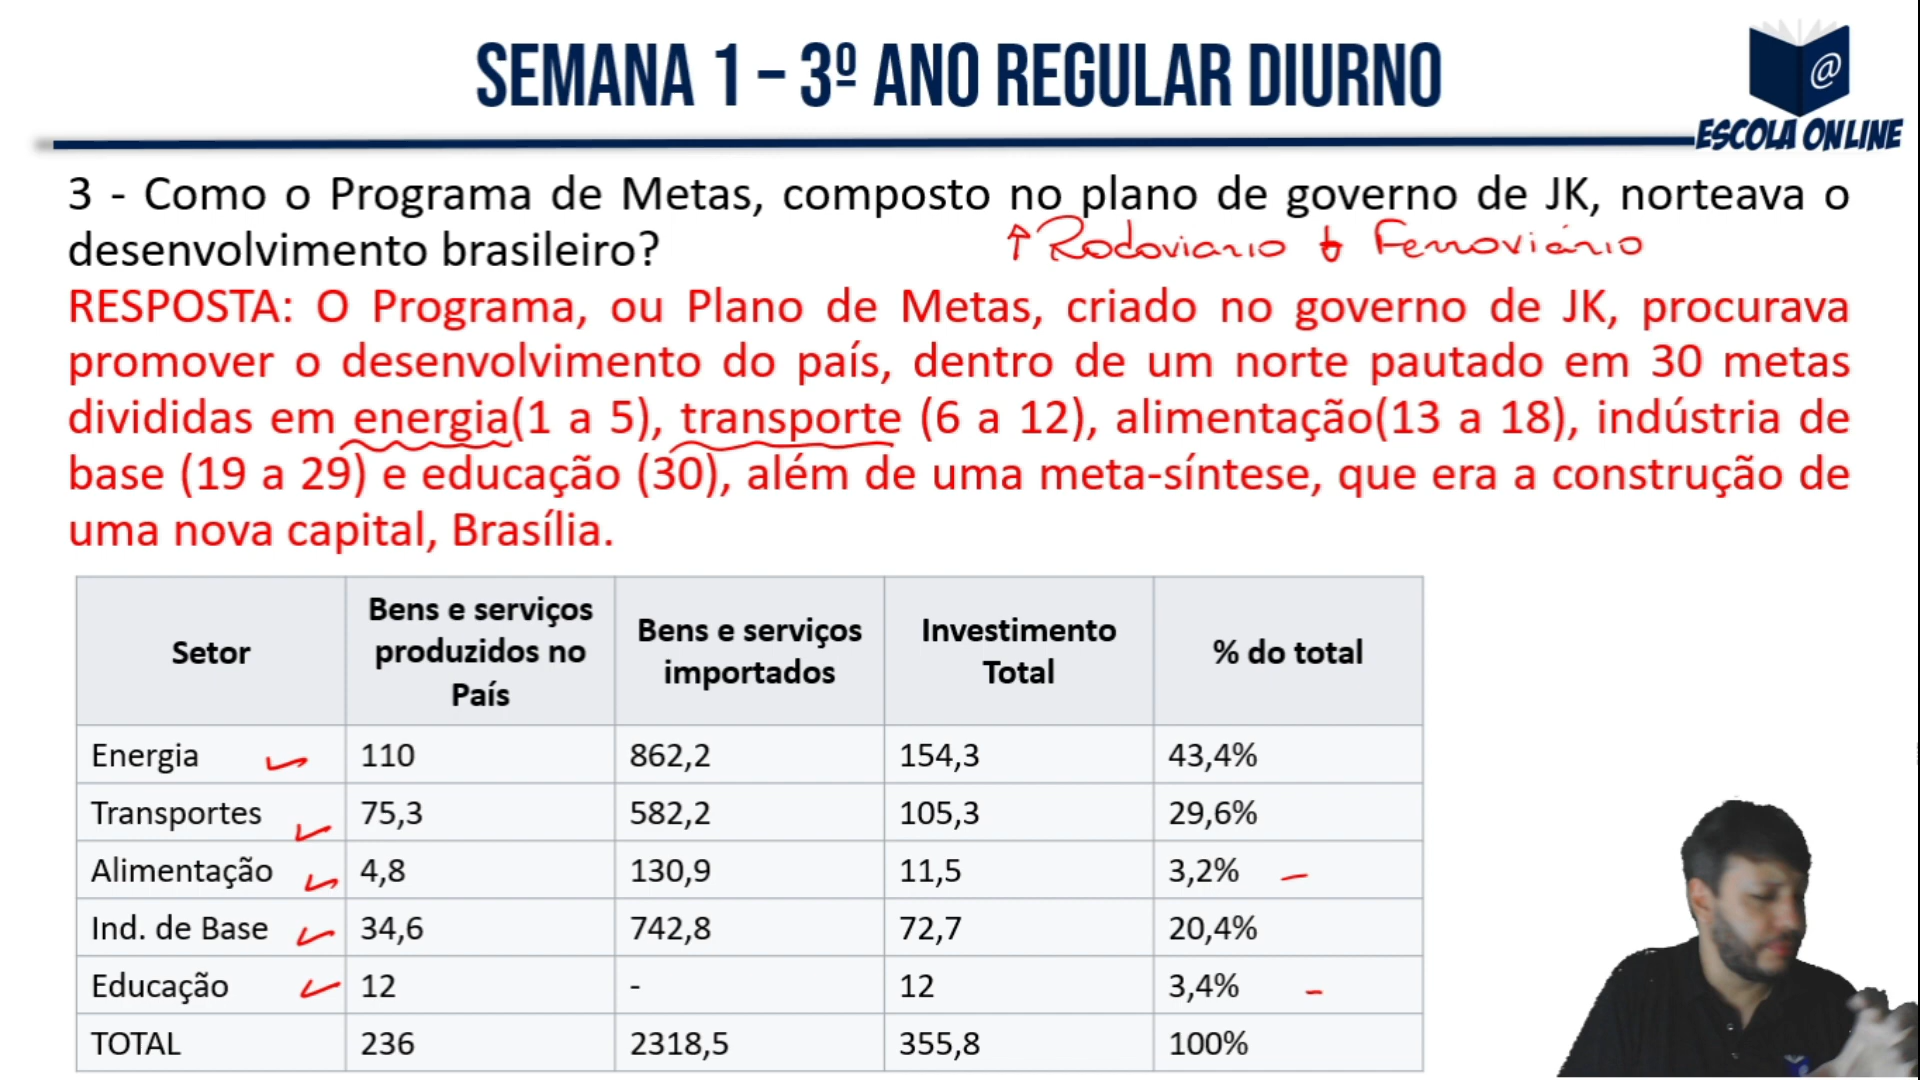 SEMANA 1 – 3º ANO REGULAR DIURNO
@
ESCOLA ONLINE
3 - Como o Programa de Metas, composto no plano de governo de JK, norteava o
desenvolvimento brasileiro?
↑ Rodoviario ↓ Ferroviário
RESPOSTA: O Programa, ou Plano de Metas, criado no governo de JK, procurava
promover o desenvolvimento do país, dentro de um norte pautado em 30 metas
divididas em energia(1 a 5), transporte (6 a 12), alimentação(13 a 18), indústria de
base (19 a 29) e educação (30), além de uma meta-síntese, que era a construção de
uma nova capital, Brasília.
Setor Bens e serviços produzidos no País Bens e serviços importados Investimento Total % do total
Energia 110 862,2 154,3 43,4%
Transportes 75,3 582,2 105,3 29,6%
Alimentação 4,8 130,9 11,5 3,2%
Ind. de Base 34,6 742,8 72,7 20,4%
Educação 12 - 12 3,4%
TOTAL 236 2318,5 355,8 100%